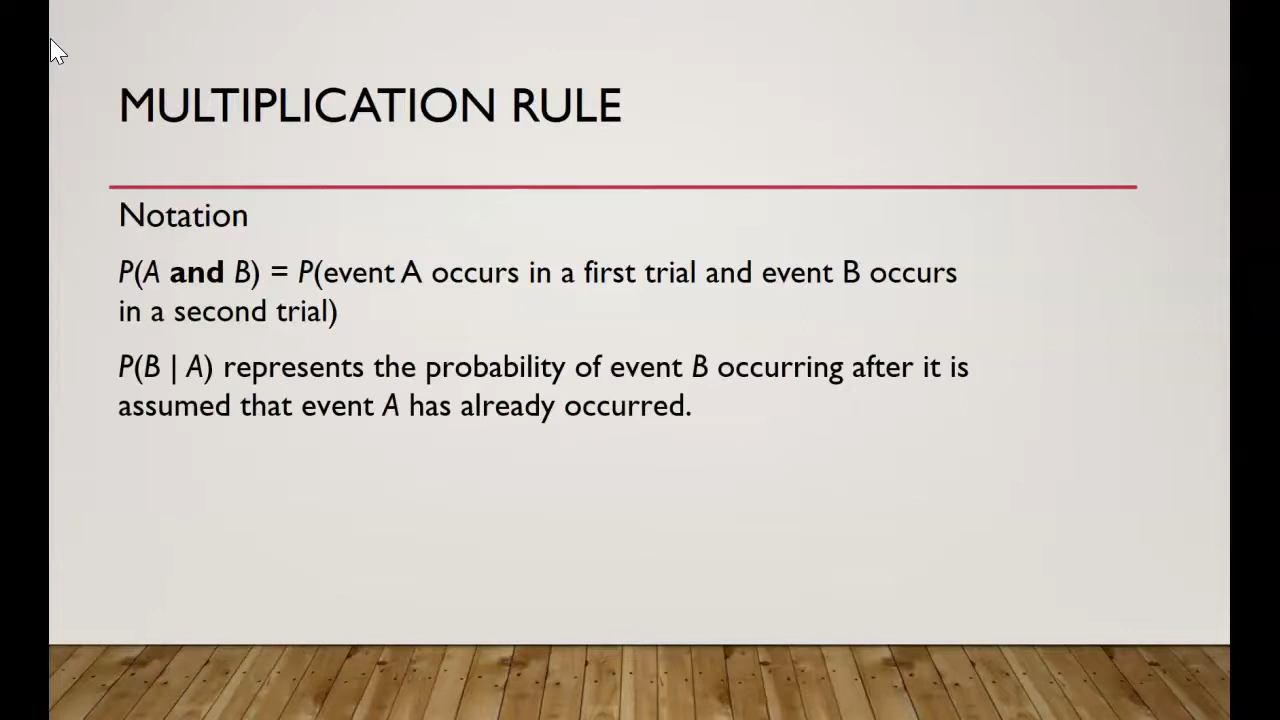 MULTIPLICATION RULE
Notation
P(A and B) = P(event A occurs in a first trial and event B occurs
in a second trial)
P(B | A) represents the probability of event B occurring after it is
assumed that event A has already occurred.